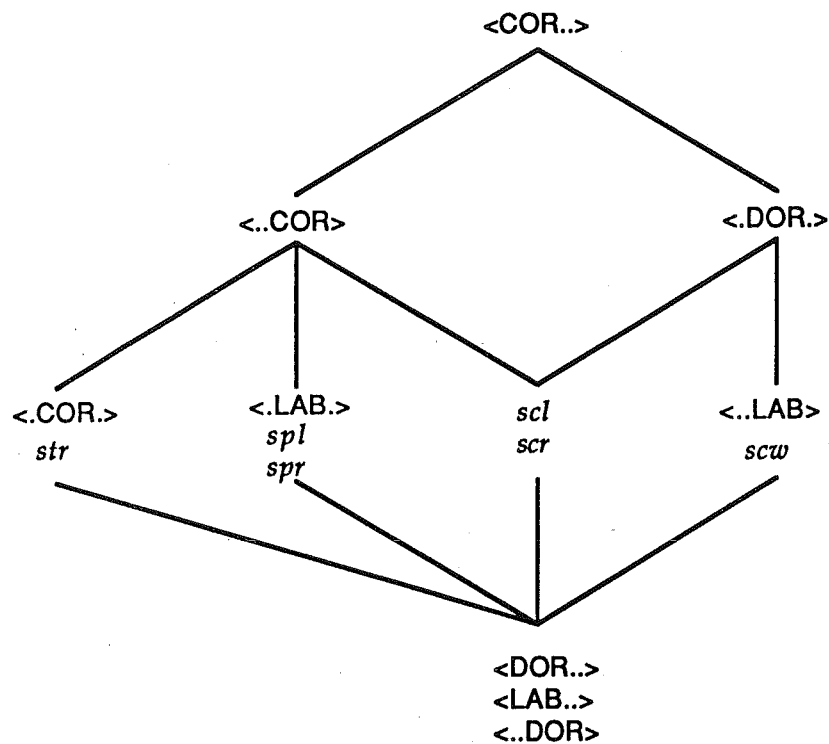 <COR..>
<..COR>
<.DOR.>
<.COR.>
str
<.LAB.>
spl
spr
scl
scr
<..LAB>
scw
<DOR..>
<LAB..>
<..DOR>